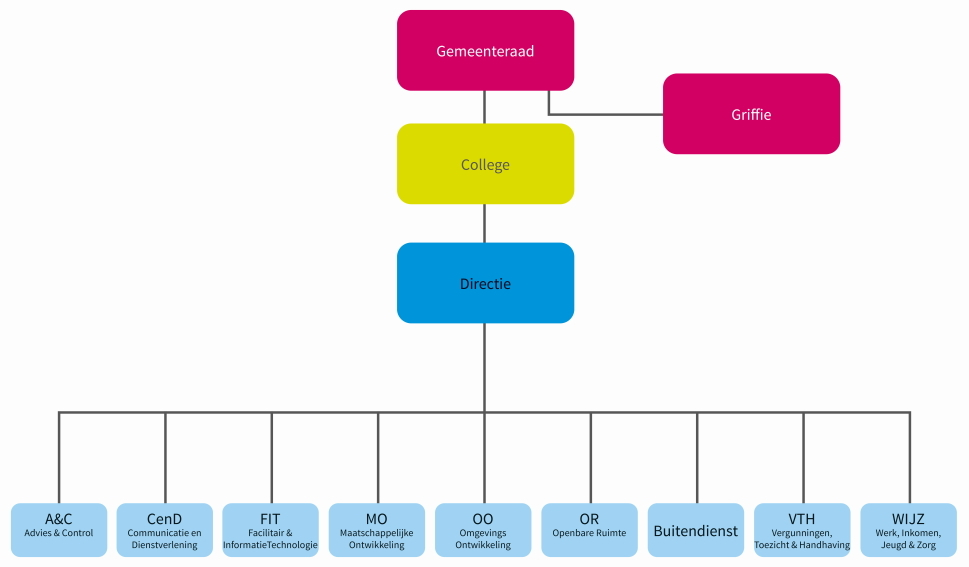 Gemeenteraad
Griffie
College
Directie
A&C
Advies & Control
CenD
Communicatie en
Dienstverlening
FIT
Facilitair &
InformatieTechnologie
MO
Maatschappelijke
Ontwikkeling
OO
Omgevings
Ontwikkeling
OR
Openbare Ruimte
Buitendienst
VTH
Vergunningen,
Toezicht & Handhaving
WIJZ
Werk, Inkomen,
Jeugd & Zorg